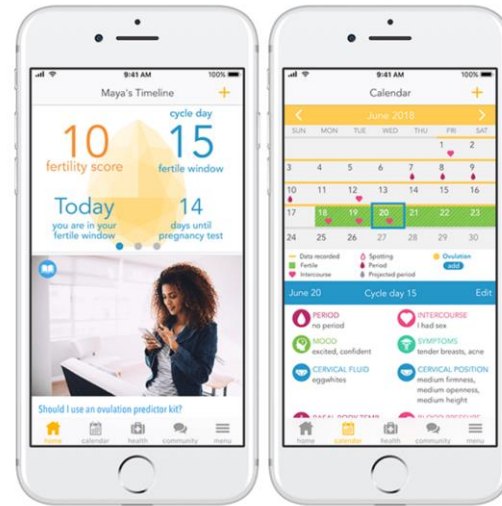 9:41 AM
100%
Maya's Timeline
+
cycle day
10
15
fertility score
fertile window
Today
14
you are in your
fertile window
days until
pregnancy test
Should I use an ovulation predictor kit?
home
calendar
health
community
menu
9:41 AM
100%
Calendar
+
June 2018
SUN MON TUE WED THU FRI SAT
1 2
3 4 5 6 7 8 9
10 11 12 13 14 15 16
17 18 19 20 21 22 23
24 25 26 27 28 29 30
Data recorded
Spotting
Ovulation
Fertile
Period
add
Intercourse
Projected period
June 20
Cycle day 15
Edit
PERIOD
no period
INTERCOURSE
I had sex
MOOD
excited, confident
SYMPTOMS
tender breasts, acne
CERVICAL FLUID
eggwhites
CERVICAL POSITION
medium firmness,
medium openness,
medium height
BASAL BODY TEMP
BLOOD PRESSURE
home
calendar
health
community
menu